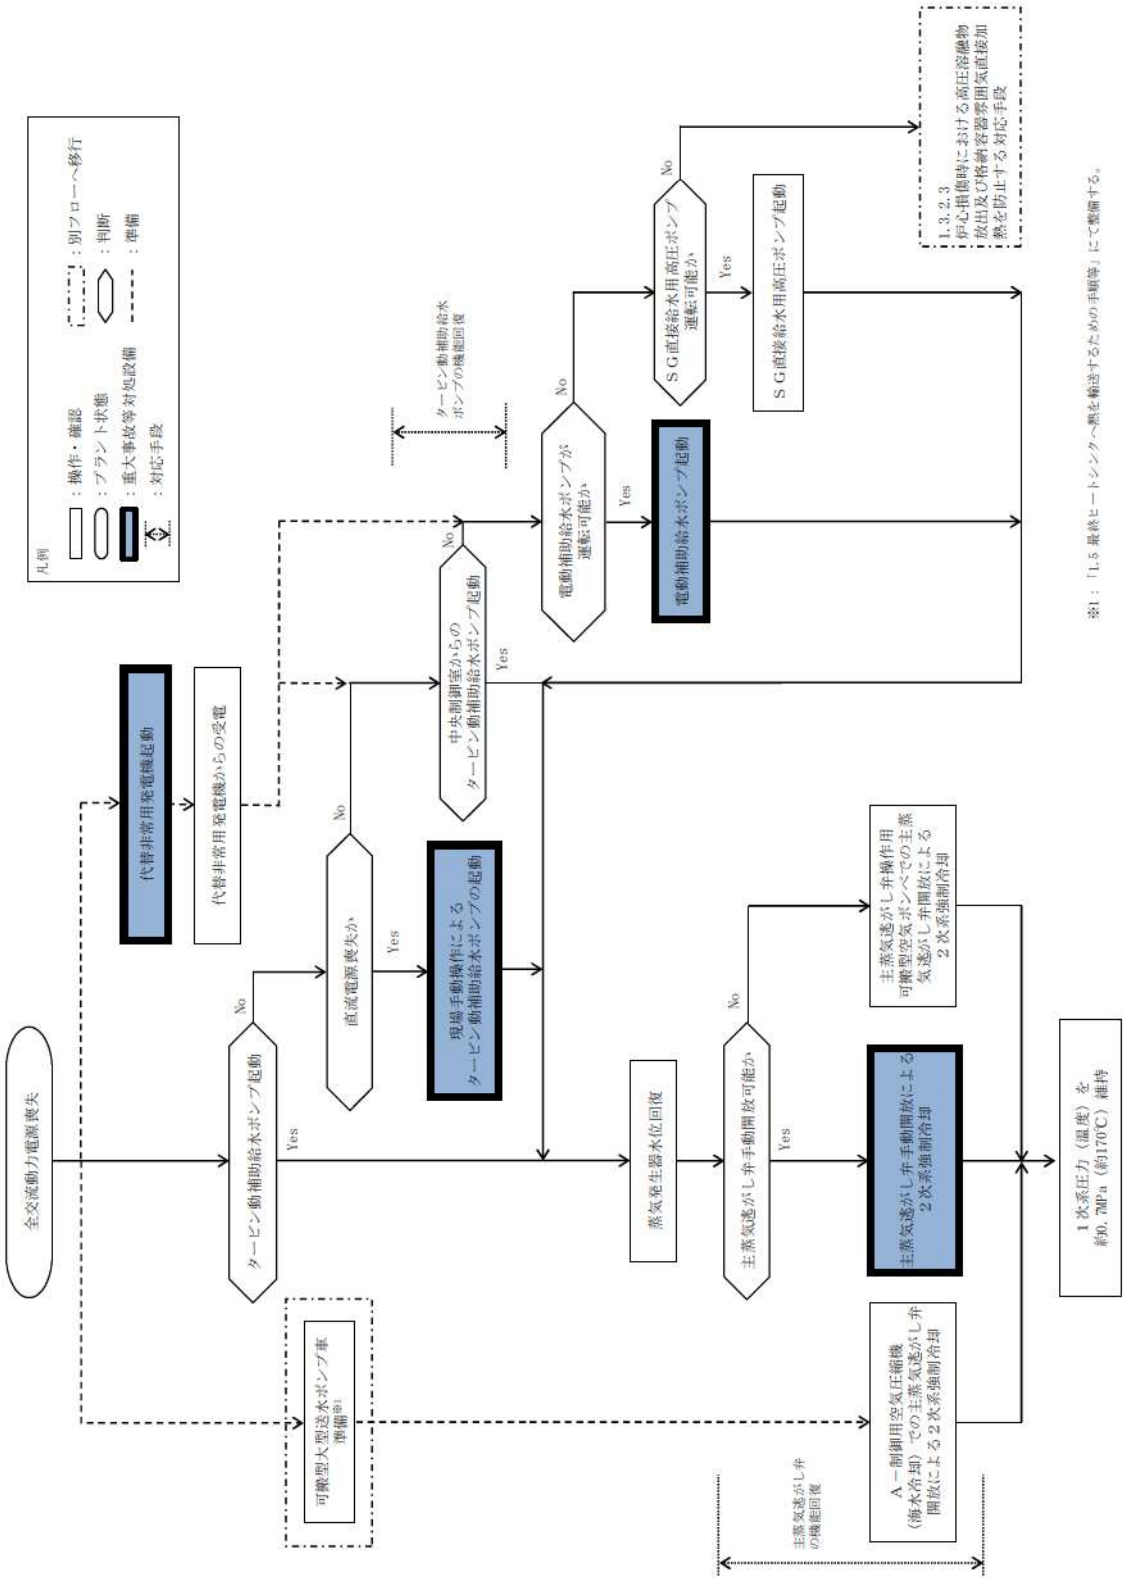 全交流動力電源喪失
凡例
：操作・確認
：プラント状態
：重大事故等対処設備
：対応手段
：別フローへ移行
：判断
：準備
代替非常用発電機起動
代替非常用発電機からの受電
タービン動補助給水ポンプ起動
Yes
No
可搬型大型送水ポンプ車
準備※1
直流電源喪失か
Yes
No
現場手動操作による
タービン動補助給水ポンプの起動
中央制御室からの
タービン動補助給水ポンプ起動
Yes
No
タービン動補助給水
ポンプの機能回復
電動補助給水ポンプが
運転可能か
Yes
No
電動補助給水ポンプ起動
ＳＧ直接給水用高圧ポンプ
運転可能か
Yes
No
ＳＧ直接給水用高圧ポンプ起動
1.3.2.3
炉心損傷時における高圧溶融物
放出及び格納容器雰囲気直接加
熱を防止する対応手段
蒸気発生器水位回復
主蒸気逃がし弁手動開放可能か
Yes
No
主蒸気逃がし弁
の機能回復
Ａ－制御用空気圧縮機
（海水冷却）での主蒸気逃がし弁
開放による２次系強制冷却
主蒸気逃がし弁手動開放による
２次系強制冷却
主蒸気逃がし弁操作用
可搬型空気ボンベでの主蒸
気逃がし弁開放による
２次系強制冷却
１次系圧力（温度）を
約0.7MPa（約170℃）維持
※1：「1.5 最終ヒートシンクへ熱を輸送するための手順等」にて整備する。